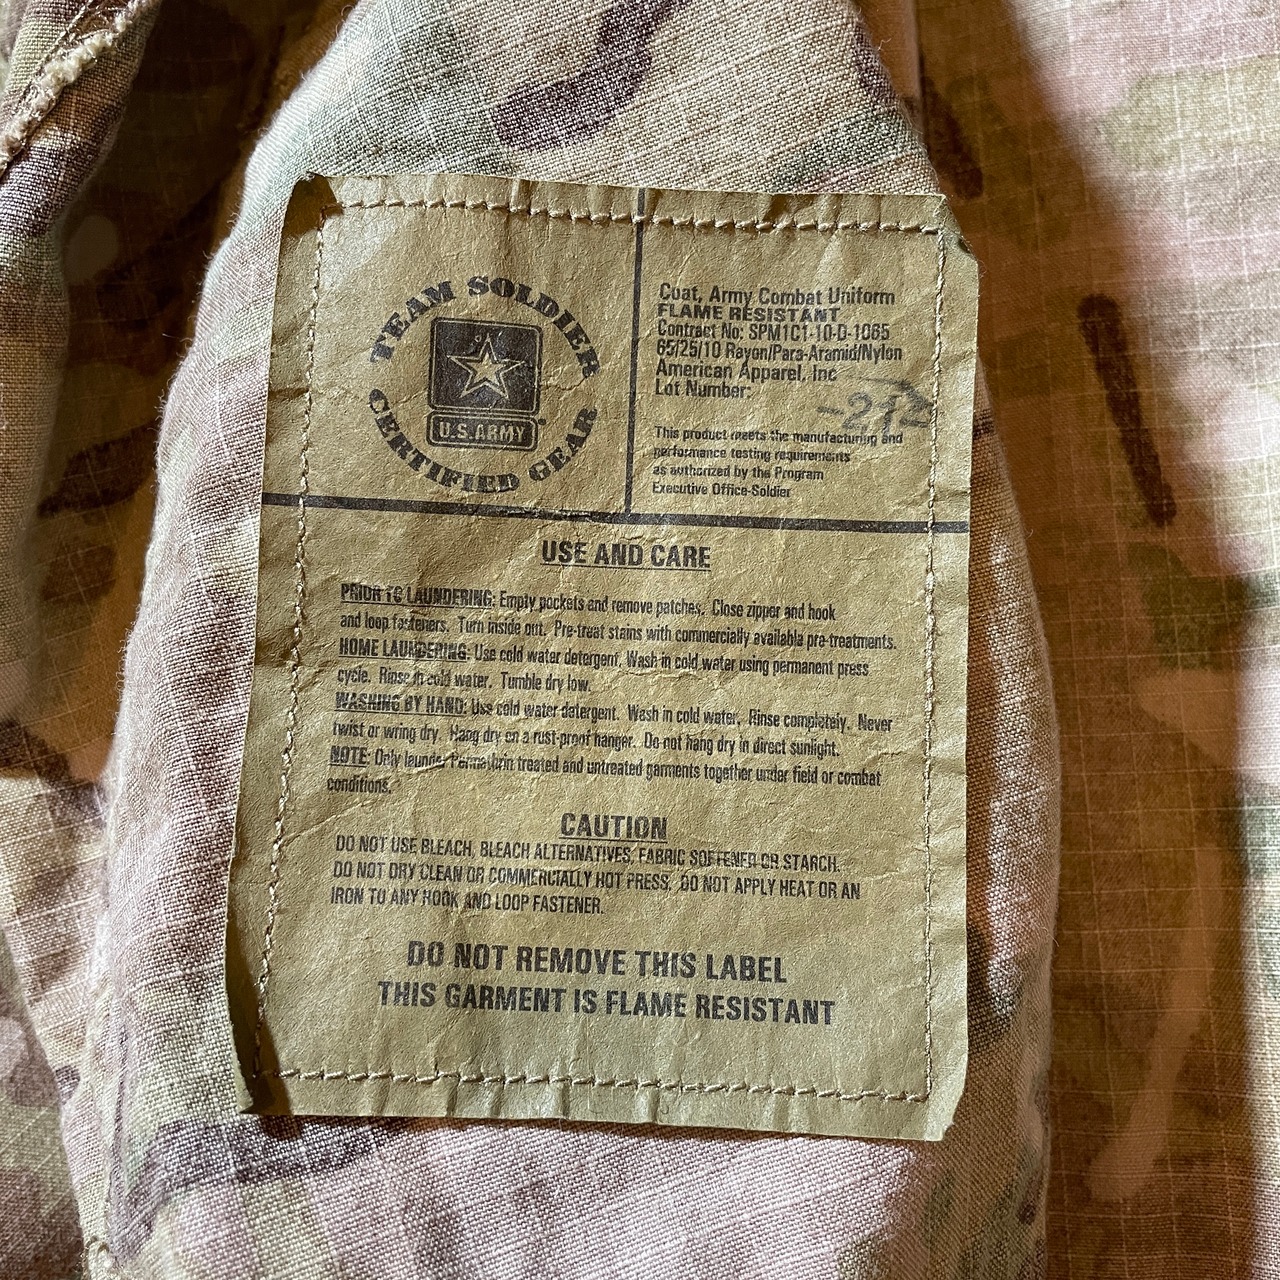 TEAM SOLDIER
CERTIFIED GEAR
U.S. ARMY
Coat, Army Combat Uniform
FLAME RESISTANT
Contract No: SPM1C1-10-D-1065
65/25/10 Rayon/Para-Aramid/Nylon
American Apparel, Inc
Lot Number:
This product meets the manufacturing and
performance testing requirements
as authorized by the Program
Executive Office-Soldier
USE AND CARE
PRIOR TO LAUNDERING: Empty pockets and remove patches. Close zipper and hook
and loop fasteners. Turn inside out. Pre-treat stains with commercially available pre-treatments.
HOME LAUNDERING: Use cold water detergent. Wash in cold water using permanent press
cycle. Rinse in cold water. Tumble dry low.
WASHING BY HAND: Use cold water detergent. Wash in cold water. Rinse completely. Never
twist or wring dry. Hang dry on a rust-proof hanger. Do not hang dry in direct sunlight.
NOTE: Only launder Permethrin treated and untreated garments together under field or combat
conditions.
CAUTION
DO NOT USE BLEACH, BLEACH ALTERNATIVES, FABRIC SOFTENER OR STARCH.
DO NOT DRY CLEAN OR COMMERCIALLY HOT PRESS. DO NOT APPLY HEAT OR AN
IRON TO ANY HOOK AND LOOP FASTENER.
DO NOT REMOVE THIS LABEL
THIS GARMENT IS FLAME RESISTANT